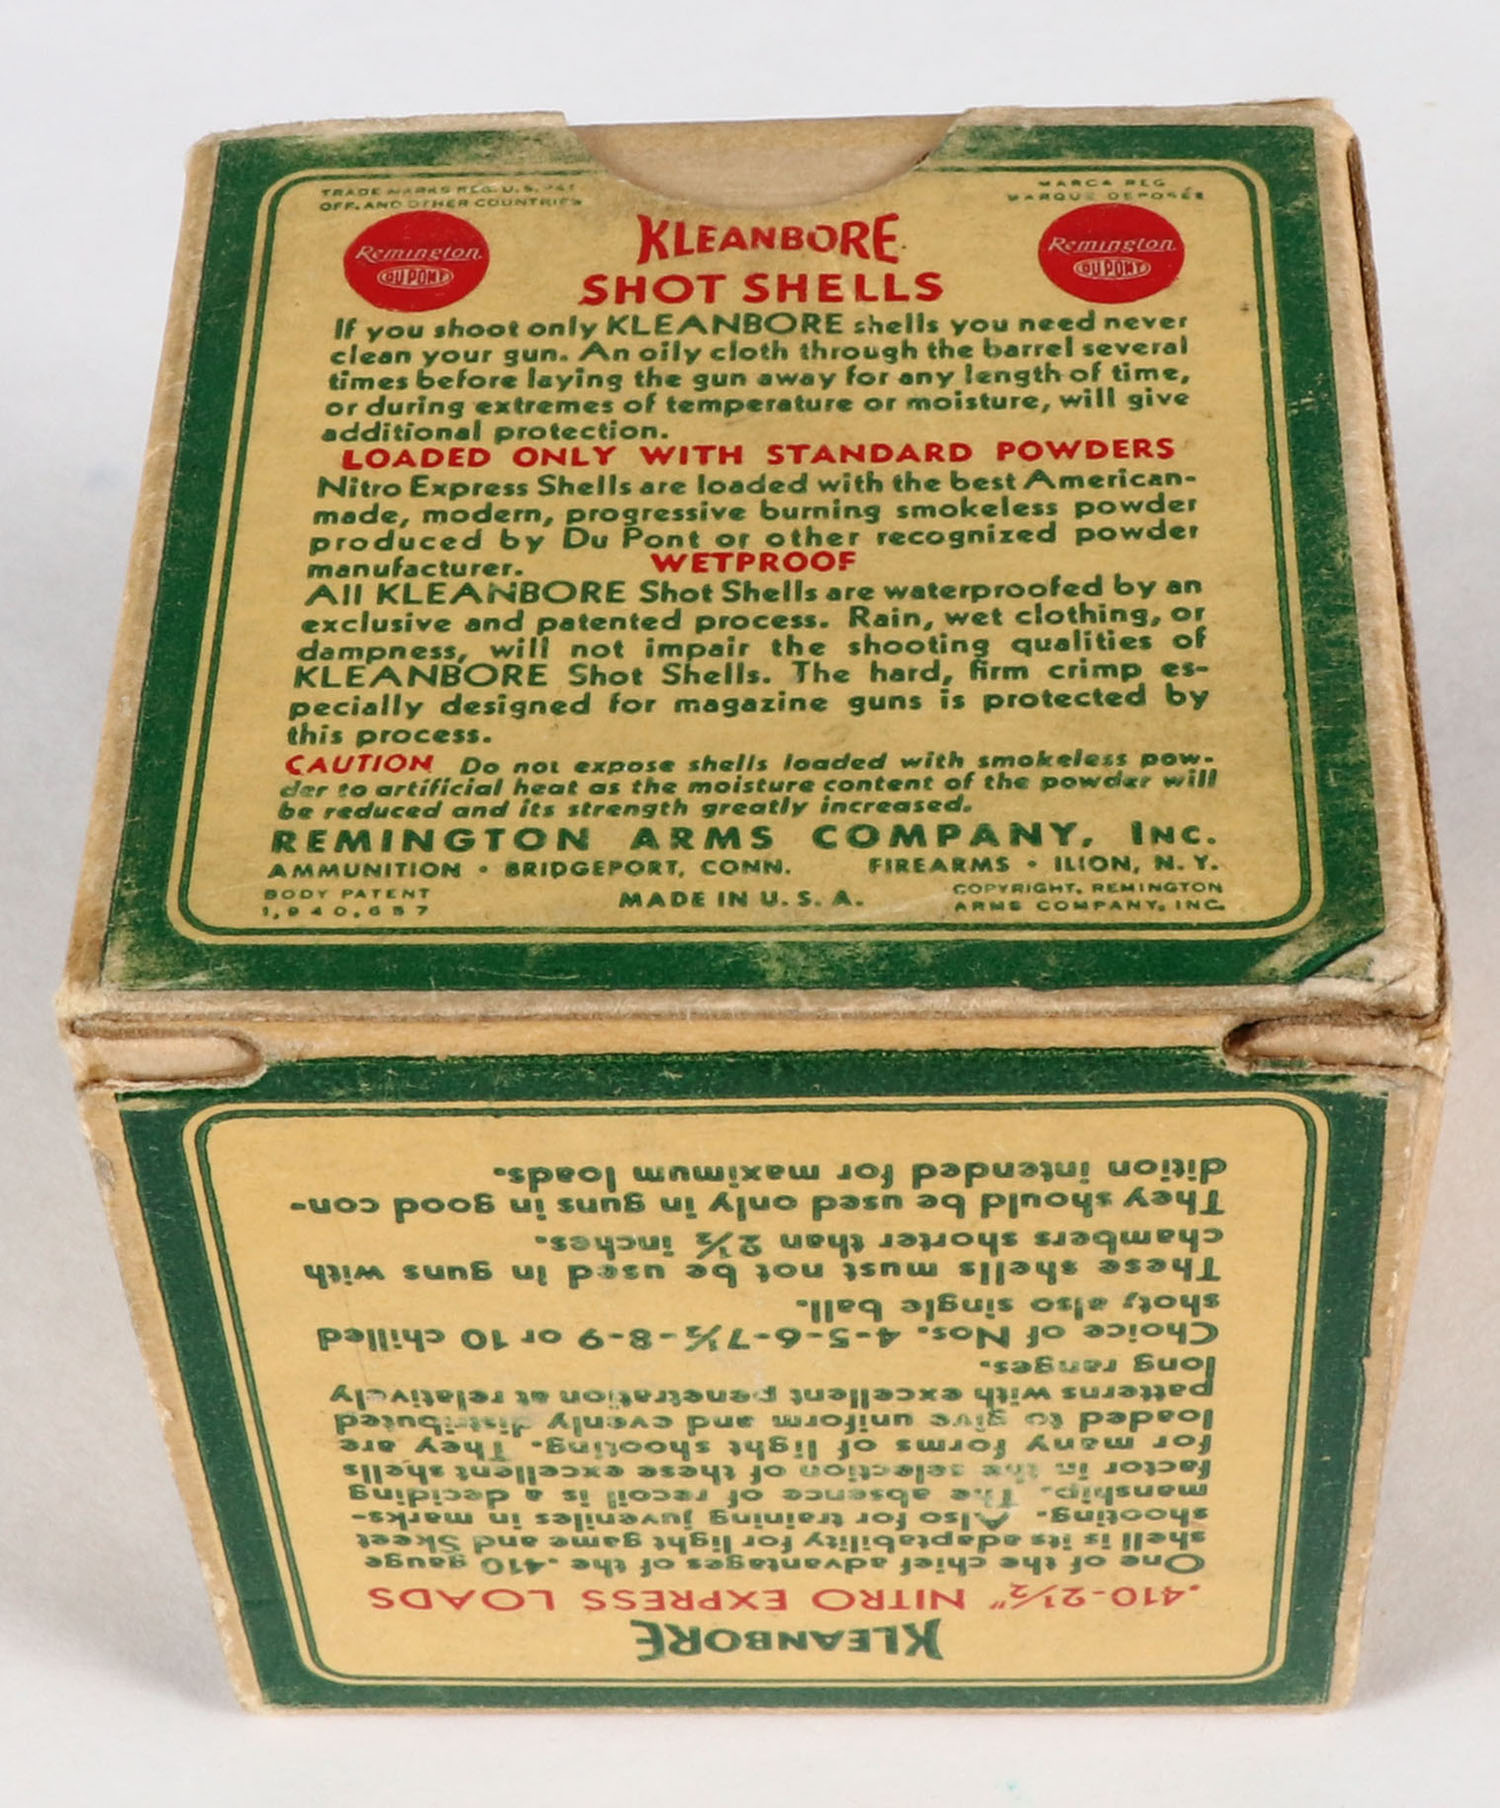 TRADE MARKS REG. U.S. PAT.
OFF. AND OTHER COUNTRIES
MARCA REG.
MARQUE DEPOSÉE
Remington
DU PONT
KLEANBORE
SHOT SHELLS
Remington
DU PONT
If you shoot only KLEANBORE shells you need never
clean your gun. An oily cloth through the barrel several
times before laying the gun away for any length of time,
or during extremes of temperature or moisture, will give
additional protection.
LOADED ONLY WITH STANDARD POWDERS
Nitro Express Shells are loaded with the best American-
made, modern, progressive burning smokeless powder
produced by Du Pont or other recognized powder
manufacturer.
WETPROOF
All KLEANBORE Shot Shells are waterproofed by an
exclusive and patented process. Rain, wet clothing, or
dampness, will not impair the shooting qualities of
KLEANBORE Shot Shells. The hard, firm crimp es-
pecially designed for magazine guns is protected by
this process.
CAUTION Do not expose shells loaded with smokeless pow-
der to artificial heat as the moisture content of the powder will
be reduced and its strength greatly increased.
REMINGTON ARMS COMPANY, INC.
AMMUNITION • BRIDGEPORT, CONN. FIREARMS • ILION, N. Y.
BODY PATENT
1,940,657
MADE IN U. S. A.
COPYRIGHT, REMINGTON
ARMS COMPANY, INC.
KLEANBORE
.410-2½" NITRO EXPRESS LOADS
One of the chief advantages of the .410 gauge
shell is its adaptability for light game and Skeet
shooting. Also for training juveniles in marks-
manship. The absence of recoil is a deciding
factor in the selection of these excellent shells
for many forms of light shooting. They are
loaded to give uniform and evenly distributed
patterns with excellent penetration at relatively
long ranges.
Choice of Nos. 4-5-6-7½-8-9 or 10 chilled
shot; also single ball.
These shells must not be used in guns with
chambers shorter than 2½ inches.
They should be used only in guns in good con-
dition intended for maximum loads.